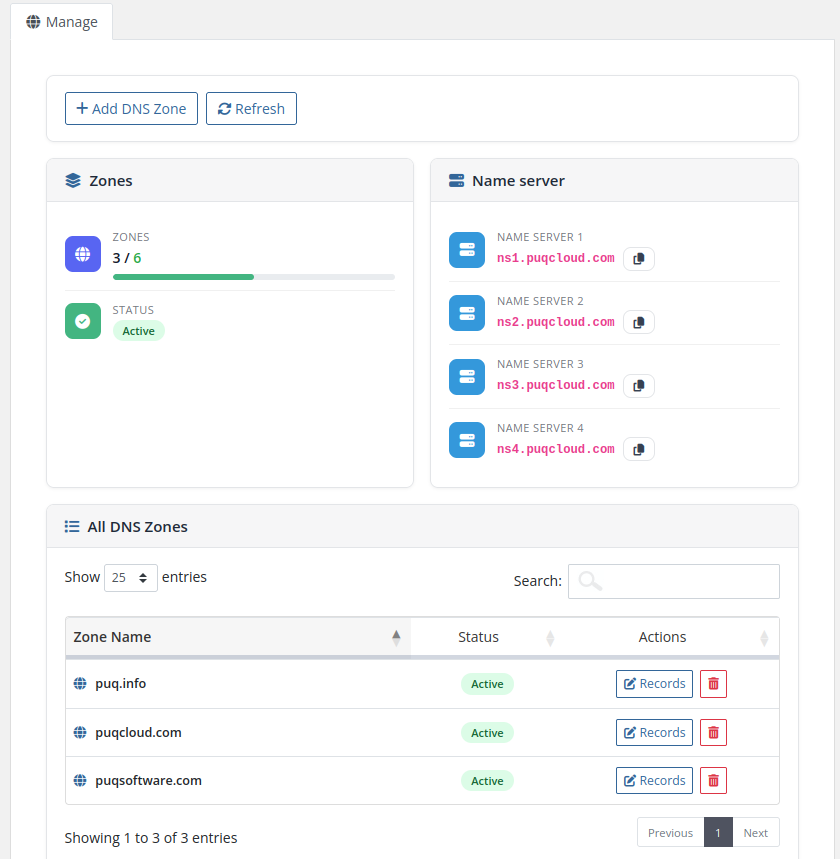 Manage
Add DNS Zone Refresh
Zones
ZONES
3 / 6
STATUS
Active
Name server
NAME SERVER 1
ns1.puqcloud.com
NAME SERVER 2
ns2.puqcloud.com
NAME SERVER 3
ns3.puqcloud.com
NAME SERVER 4
ns4.puqcloud.com
All DNS Zones
Show 25 entries Search:
Zone Name Status Actions
puq.info Active Records
puqcloud.com Active Records
puqsoftware.com Active Records
Showing 1 to 3 of 3 entries Previous 1 Next